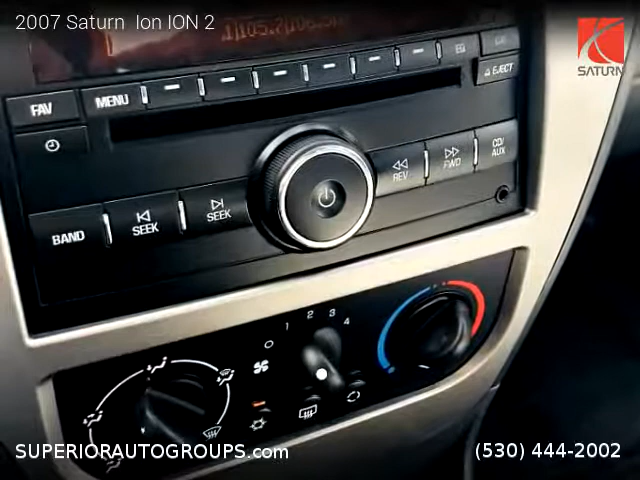 2007 Saturn Ion ION 2
SATURN
EQ
FAV
MENU
EJECT
CD/
AUX
REV
FWD
SEEK
SEEK
BAND
0 1 2 3 4
SUPERIORAUTOGROUPS.com
(530) 444-2002